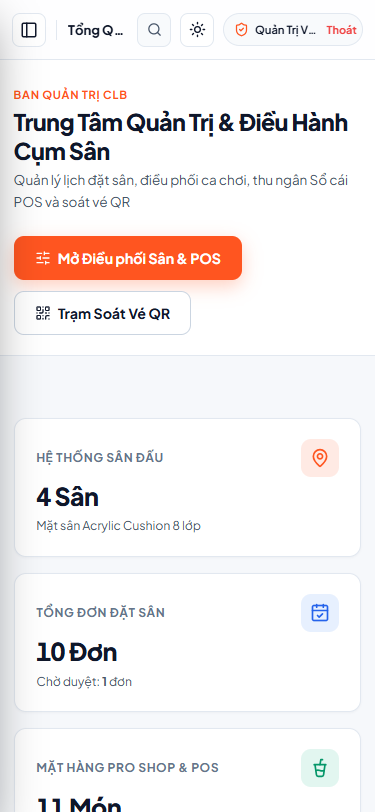 Tổng Q...
Quản Trị V...
Thoát
BAN QUẢN TRỊ CLB
Trung Tâm Quản Trị & Điều Hành
Cụm Sân
Quản lý lịch đặt sân, điều phối ca chơi, thu ngân Sổ cái
POS và soát vé QR
Mở Điều phối Sân & POS
Trạm Soát Vé QR
HỆ THỐNG SÂN ĐẤU
4 Sân
Mặt sân Acrylic Cushion 8 lớp
TỔNG ĐƠN ĐẶT SÂN
10 Đơn
Chờ duyệt: 1 đơn
MẶT HÀNG PRO SHOP & POS
11 Món